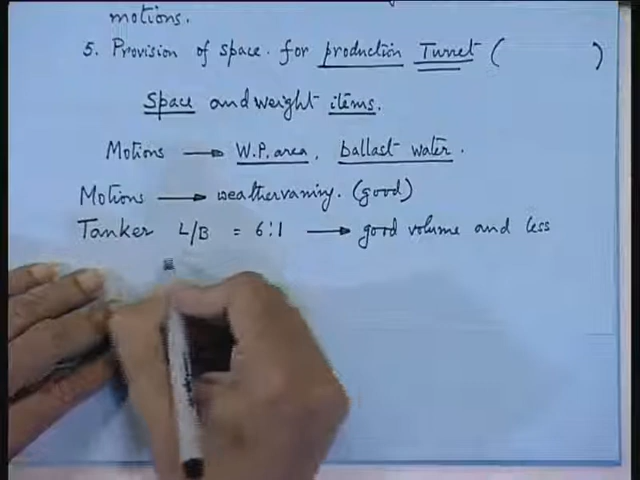 motions.
5. Provision of space. for production Turret ( )
Space and weight items.
Motions → W.P. area, ballast water.
Motions → weathervaning. (good)
Tanker L/B = 6:1 → good volume and less